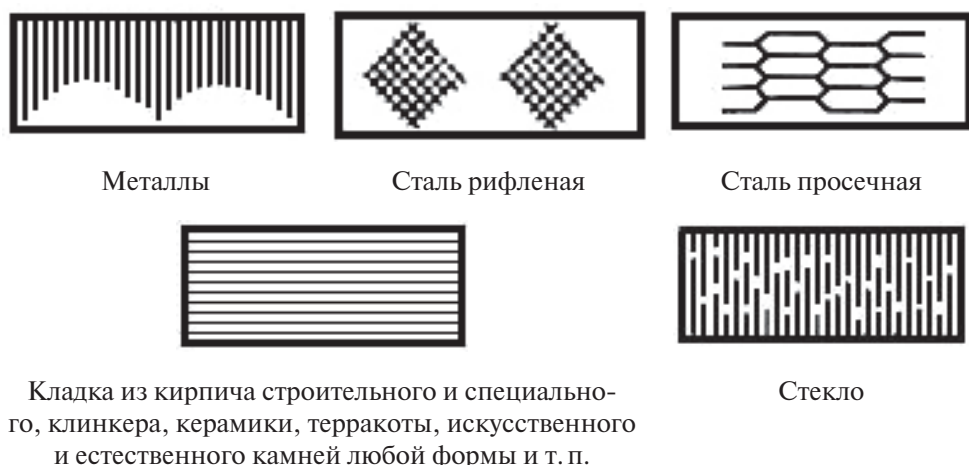 Металлы
Сталь рифленая
Сталь просечная
Кладка из кирпича строительного и специально-
го, клинкера, керамики, терракоты, искусственного
и естественного камней любой формы и т. п.
Стекло